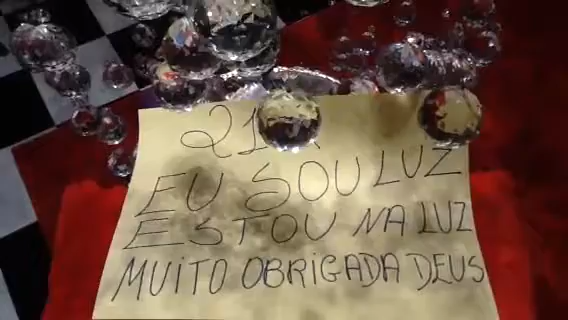 21
EU SOU LUZ
ESTOU NA LUZ
MUITO OBRIGADA DEUS